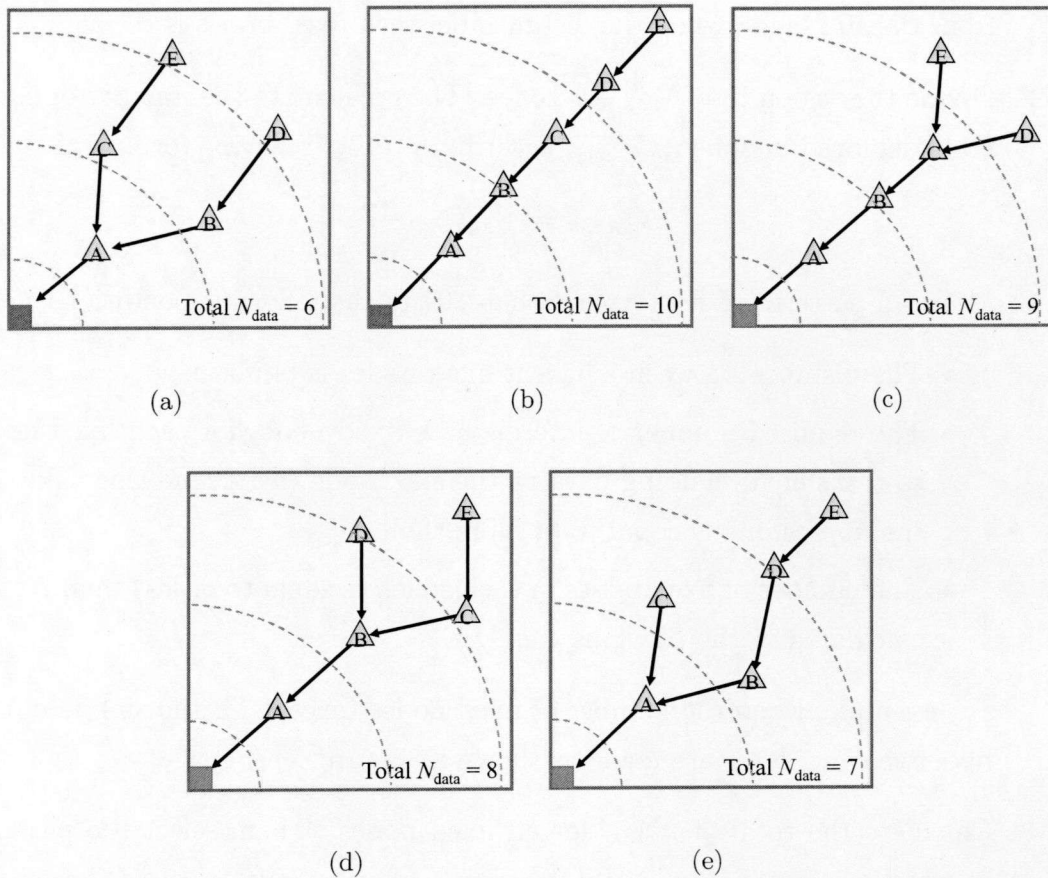 E
D
C
B
A
Total N_data = 6
(a)
E
D
C
B
A
Total N_data = 10
(b)
E
D
C
B
A
Total N_data = 9
(c)
E
D
C
B
A
Total N_data = 8
(d)
E
D
C
B
A
Total N_data = 7
(e)